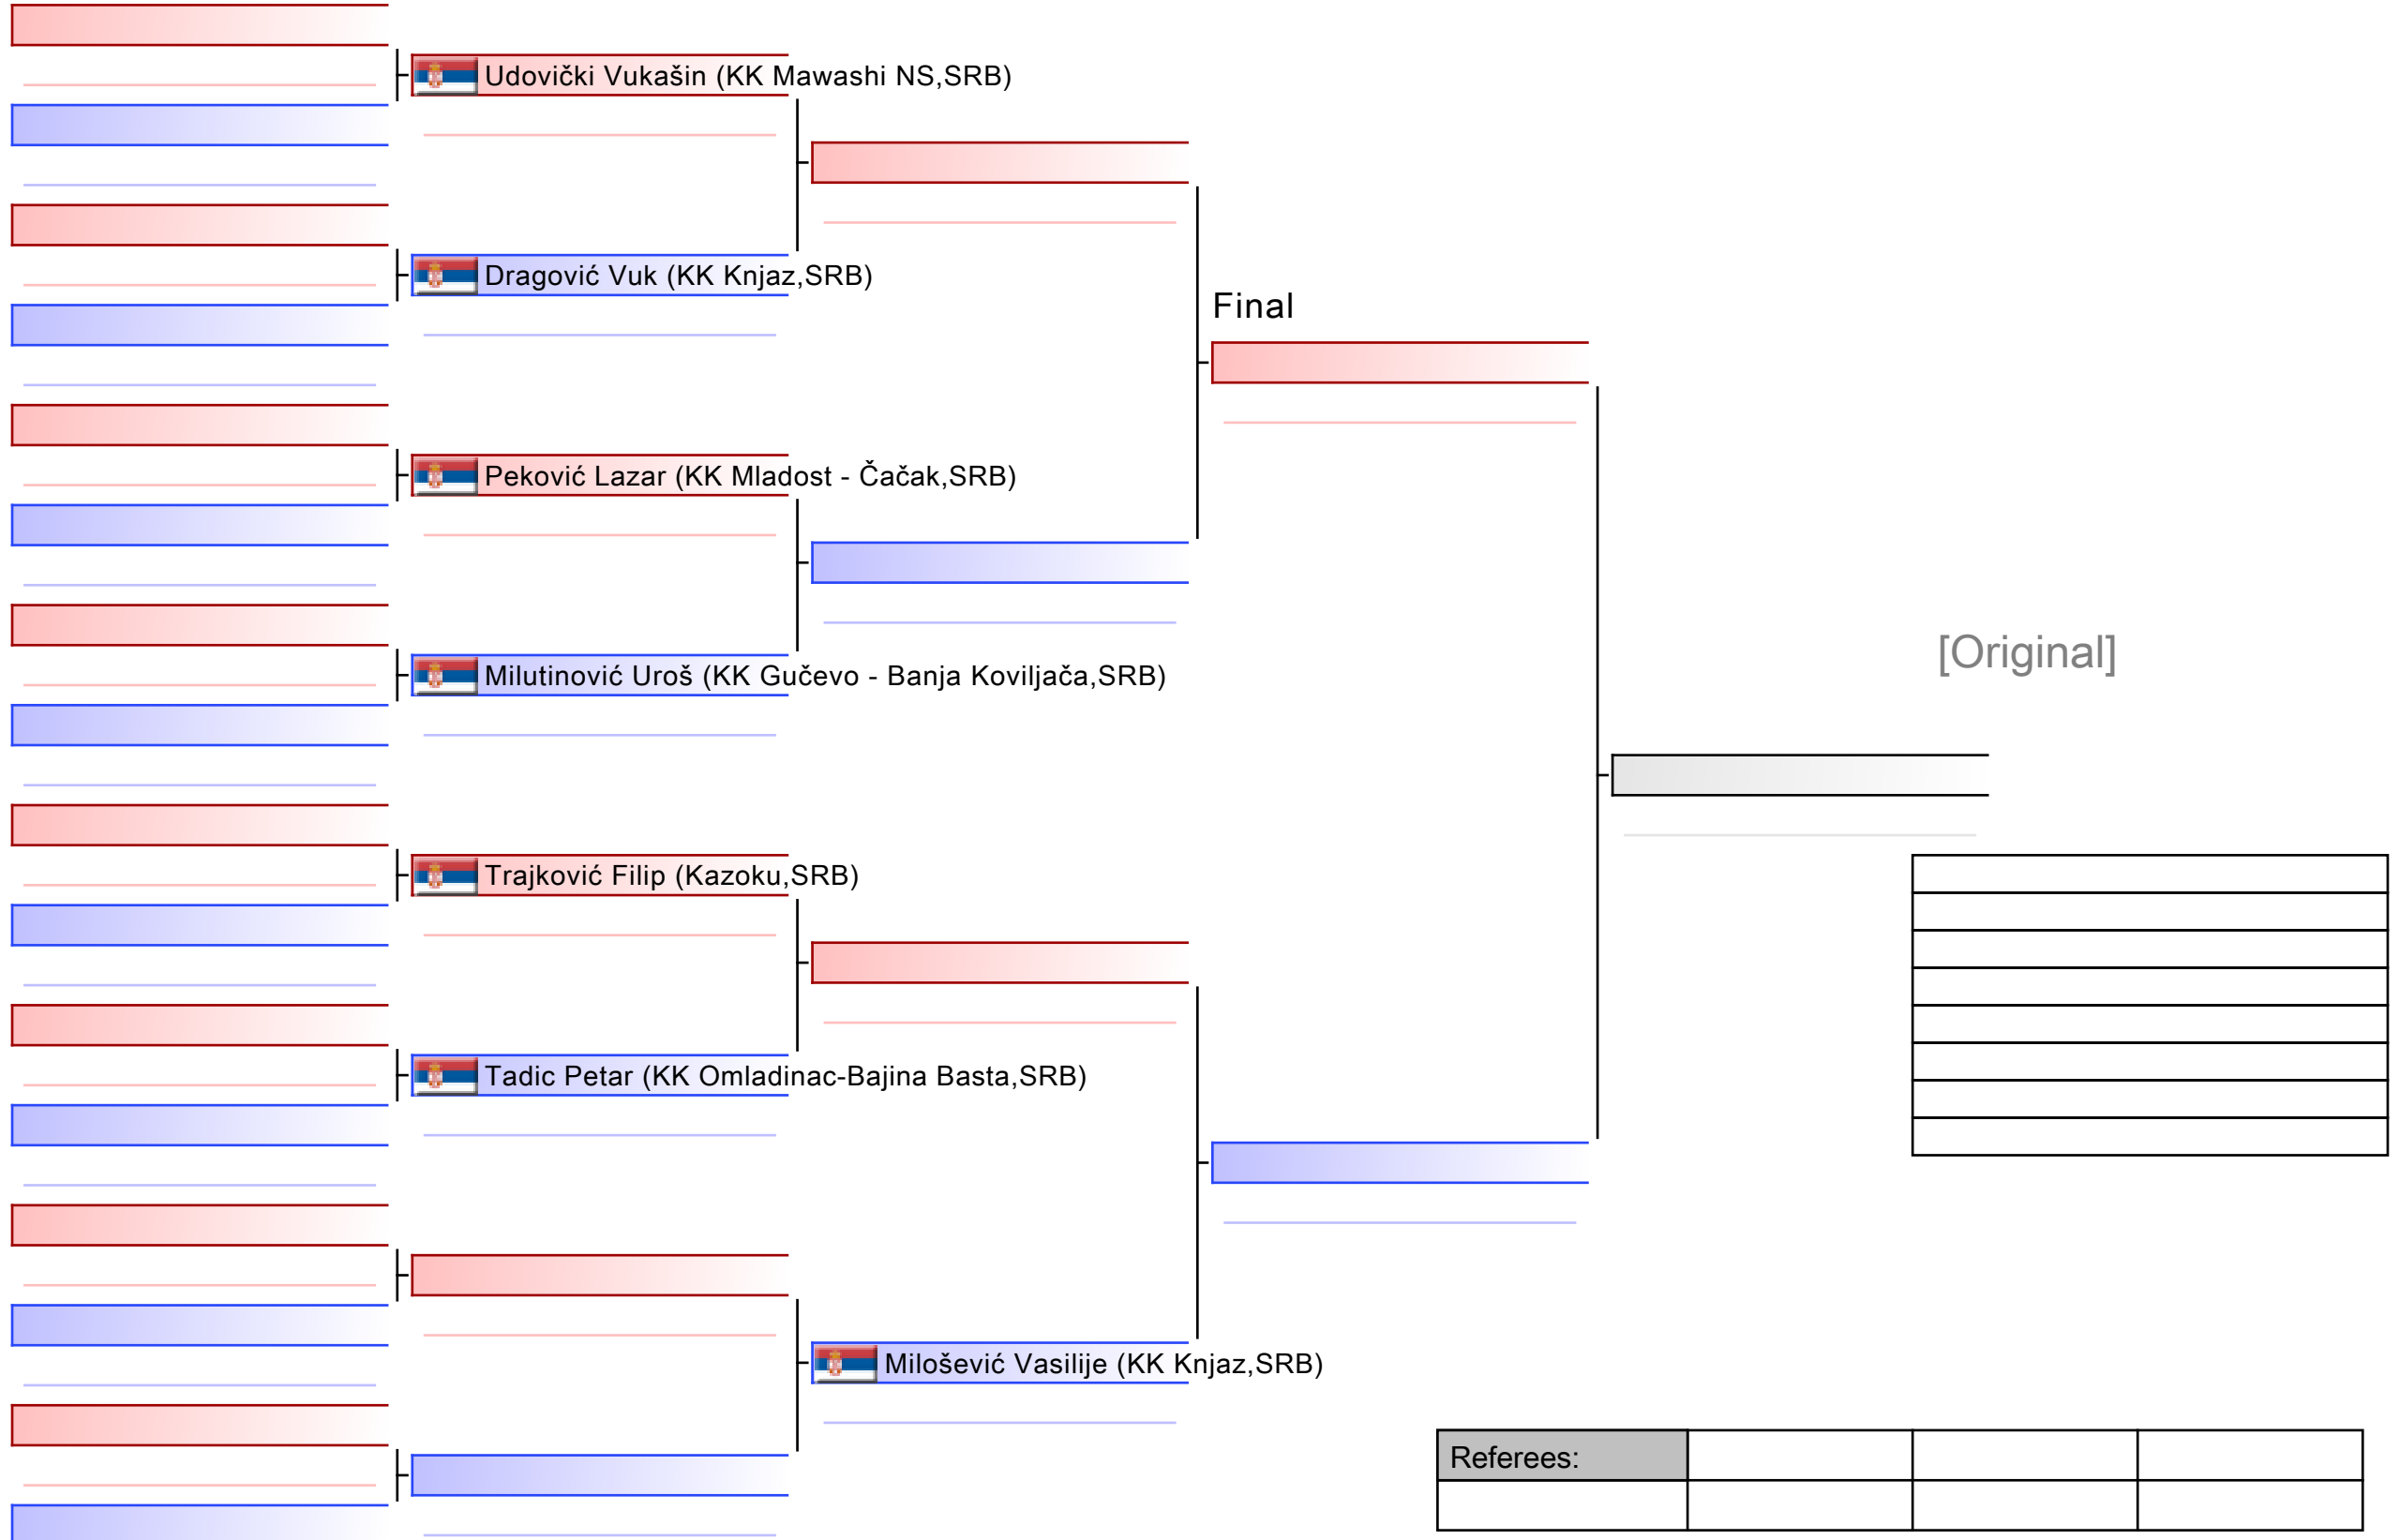 Udovički Vukašin (KK Mawashi NS,SRB)
Dragović Vuk (KK Knjaz,SRB)
Final
Peković Lazar (KK Mladost - Čačak,SRB)
[Original]
Milutinović Uroš (KK Gučevo - Banja Koviljača,SRB)
Trajković Filip (Kazoku,SRB)
Tadic Petar (KK Omladinac-Bajina Basta,SRB)
Milošević Vasilije (KK Knjaz,SRB)
Referees: